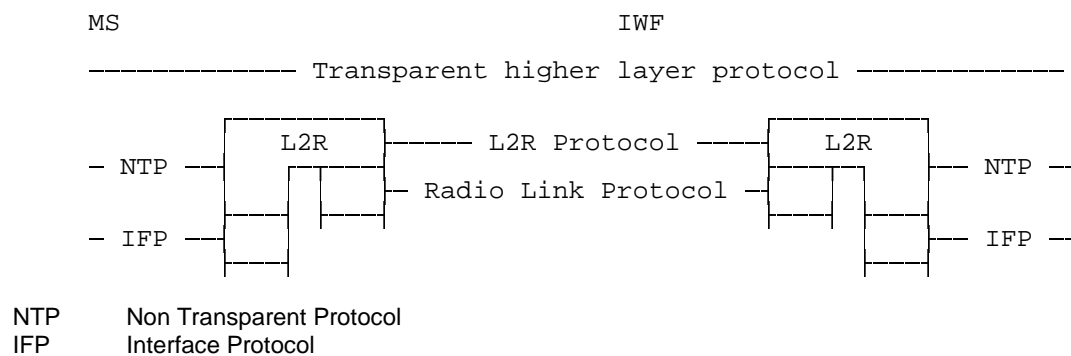 MS IWF
Transparent higher layer protocol
L2R L2R Protocol L2R
NTP NTP
Radio Link Protocol
IFP IFP
NTP Non Transparent Protocol
IFP Interface Protocol